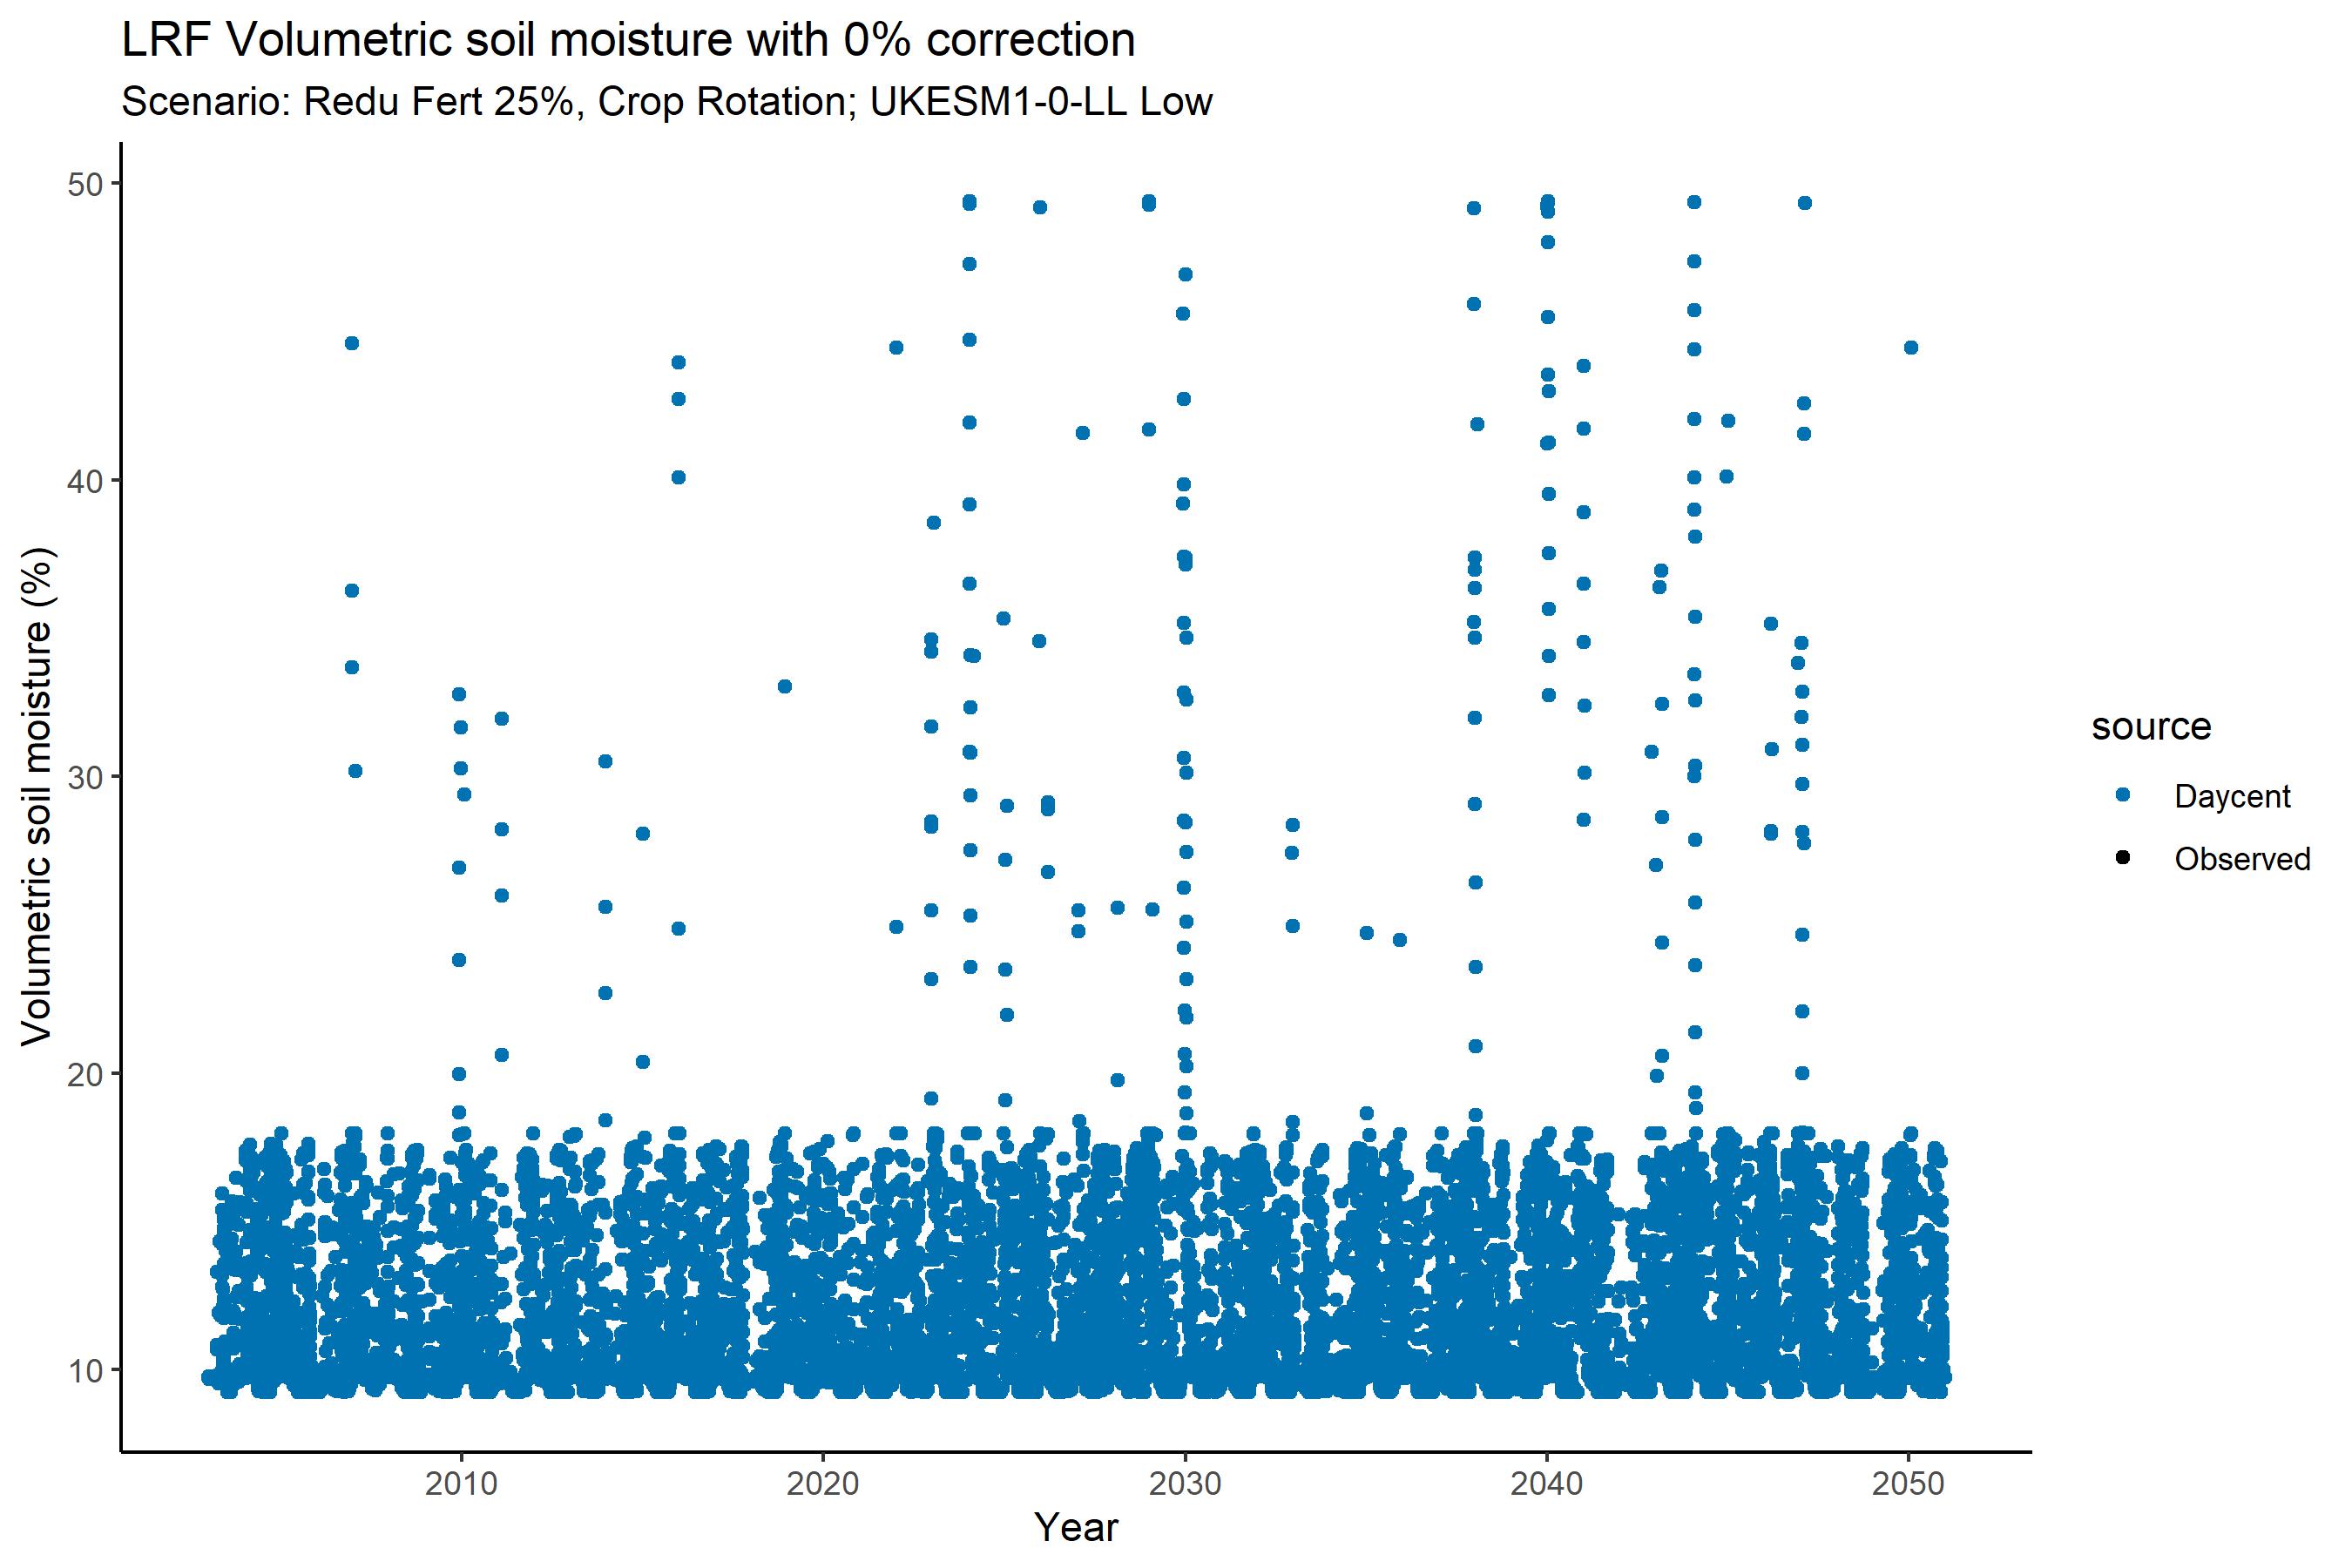 LRF Volumetric soil moisture with 0% correction
Scenario: Redu Fert 25%, Crop Rotation; UKESM1-0-LL Low
Volumetric soil moisture (%)
50
40
30
20
10
2010
2020
2030
2040
2050
Year
source
Daycent
Observed